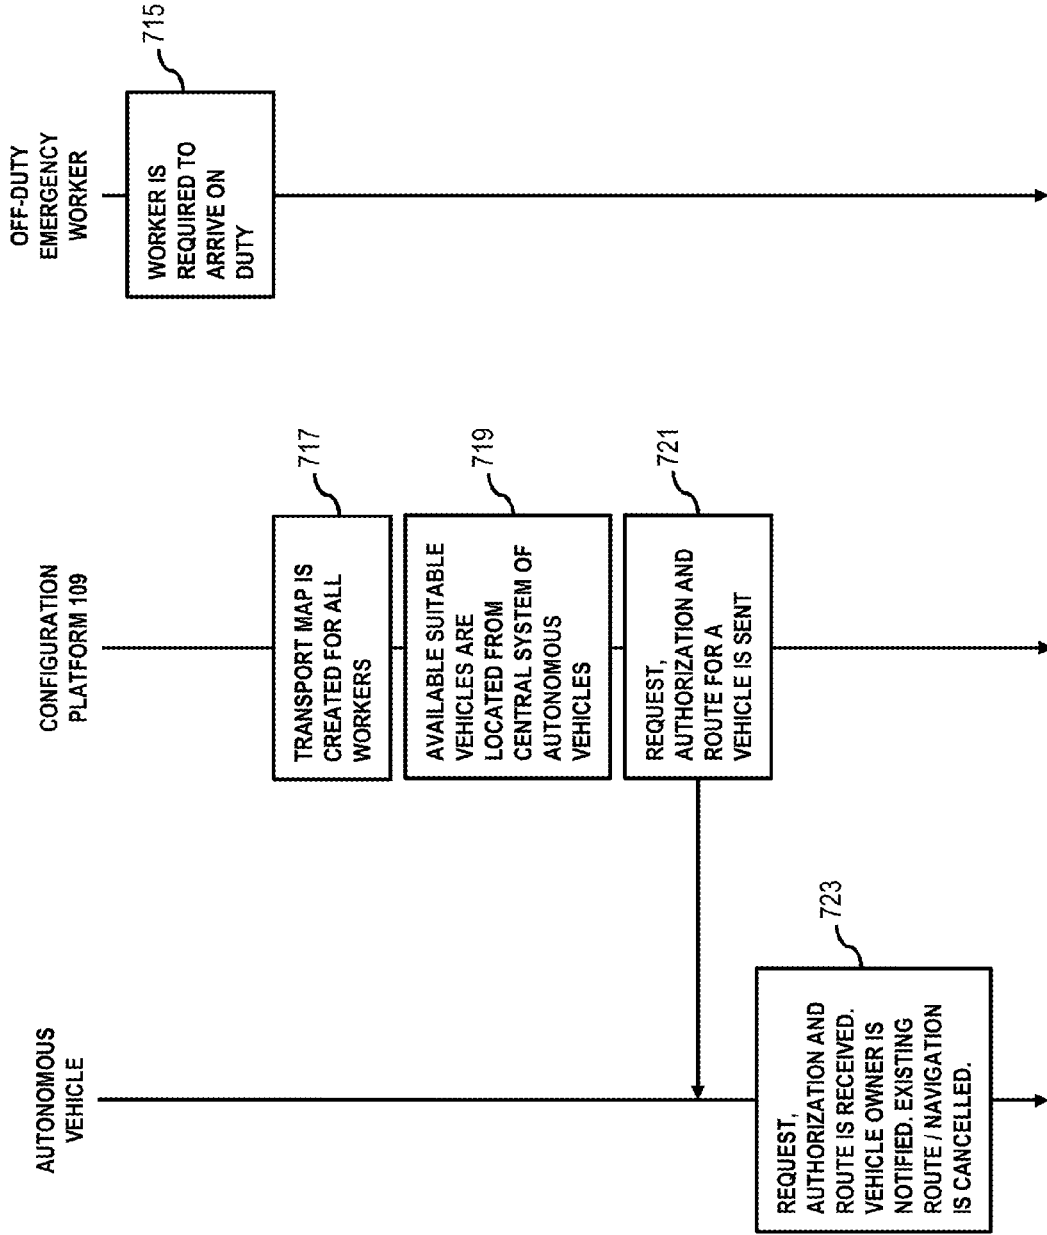 AUTONOMOUS
VEHICLE
CONFIGURATION
PLATFORM 109
OFF-DUTY
EMERGENCY
WORKER
WORKER IS
REQUIRED TO
ARRIVE ON
DUTY
715
TRANSPORT MAP IS
CREATED FOR ALL
WORKERS
717
AVAILABLE SUITABLE
VEHICLES ARE
LOCATED FROM
CENTRAL SYSTEM OF
AUTONOMOUS
VEHICLES
719
REQUEST,
AUTHORIZATION AND
ROUTE FOR A
VEHICLE IS SENT
721
REQUEST,
AUTHORIZATION AND
ROUTE IS RECEIVED.
VEHICLE OWNER IS
NOTIFIED. EXISTING
ROUTE / NAVIGATION
IS CANCELLED.
723